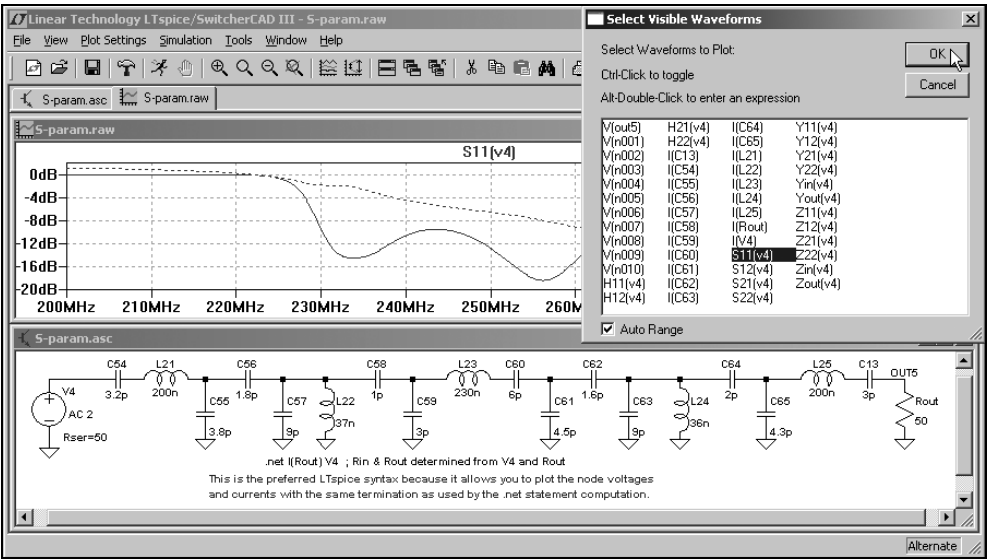 Linear Technology LTspice/SwitcherCAD III - S-param.raw
File View Plot Settings Simulation Tools Window Help
S-param.asc S-param.raw
S-param.raw
S11(v4)
0dB
-4dB
-8dB
-12dB
-16dB
-20dB
200MHz 210MHz 220MHz 230MHz 240MHz 250MHz 260M
Select Visible Waveforms
Select Waveforms to Plot:
Ctrl-Click to toggle
Alt-Double-Click to enter an expression
OK
Cancel
V(out5) H21(v4) I(C64) Y11(v4)
V(n001) H22(v4) I(C65) Y12(v4)
V(n002) I(C13) I(L21) Y21(v4)
V(n003) I(C54) I(L22) Y22(v4)
V(n004) I(C55) I(L23) Yin(v4)
V(n005) I(C56) I(L24) Yout(v4)
V(n006) I(C57) I(L25) Z11(v4)
V(n007) I(C58) I(Rout) Z12(v4)
V(n008) I(C59) I(V4) Z21(v4)
V(n009) I(C60) S11(v4) Z22(v4)
V(n010) I(C61) S12(v4) Zin(v4)
H11(v4) I(C62) S21(v4) Zout(v4)
H12(v4) I(C63) S22(v4)
Auto Range
S-param.asc
C54 L21 C56 C58 L23 C60 C62 C64 L25 C13 OUT5
3.2p 200n 1.8p 1p 230n 6p 1.6p 2p 200n 3p
V4 C55 C57 L22 C59 C61 C63 L24 C65 Rout
AC 2 37n 36n 50
Rser=50 3.8p 9p 3p 4.5p 9p 4.3p
.net I(Rout) V4 ; Rin & Rout determined from V4 and Rout
This is the preferred LTspice syntax because it allows you to plot the node voltages
and currents with the same termination as used by the .net statement computation.
Alternate